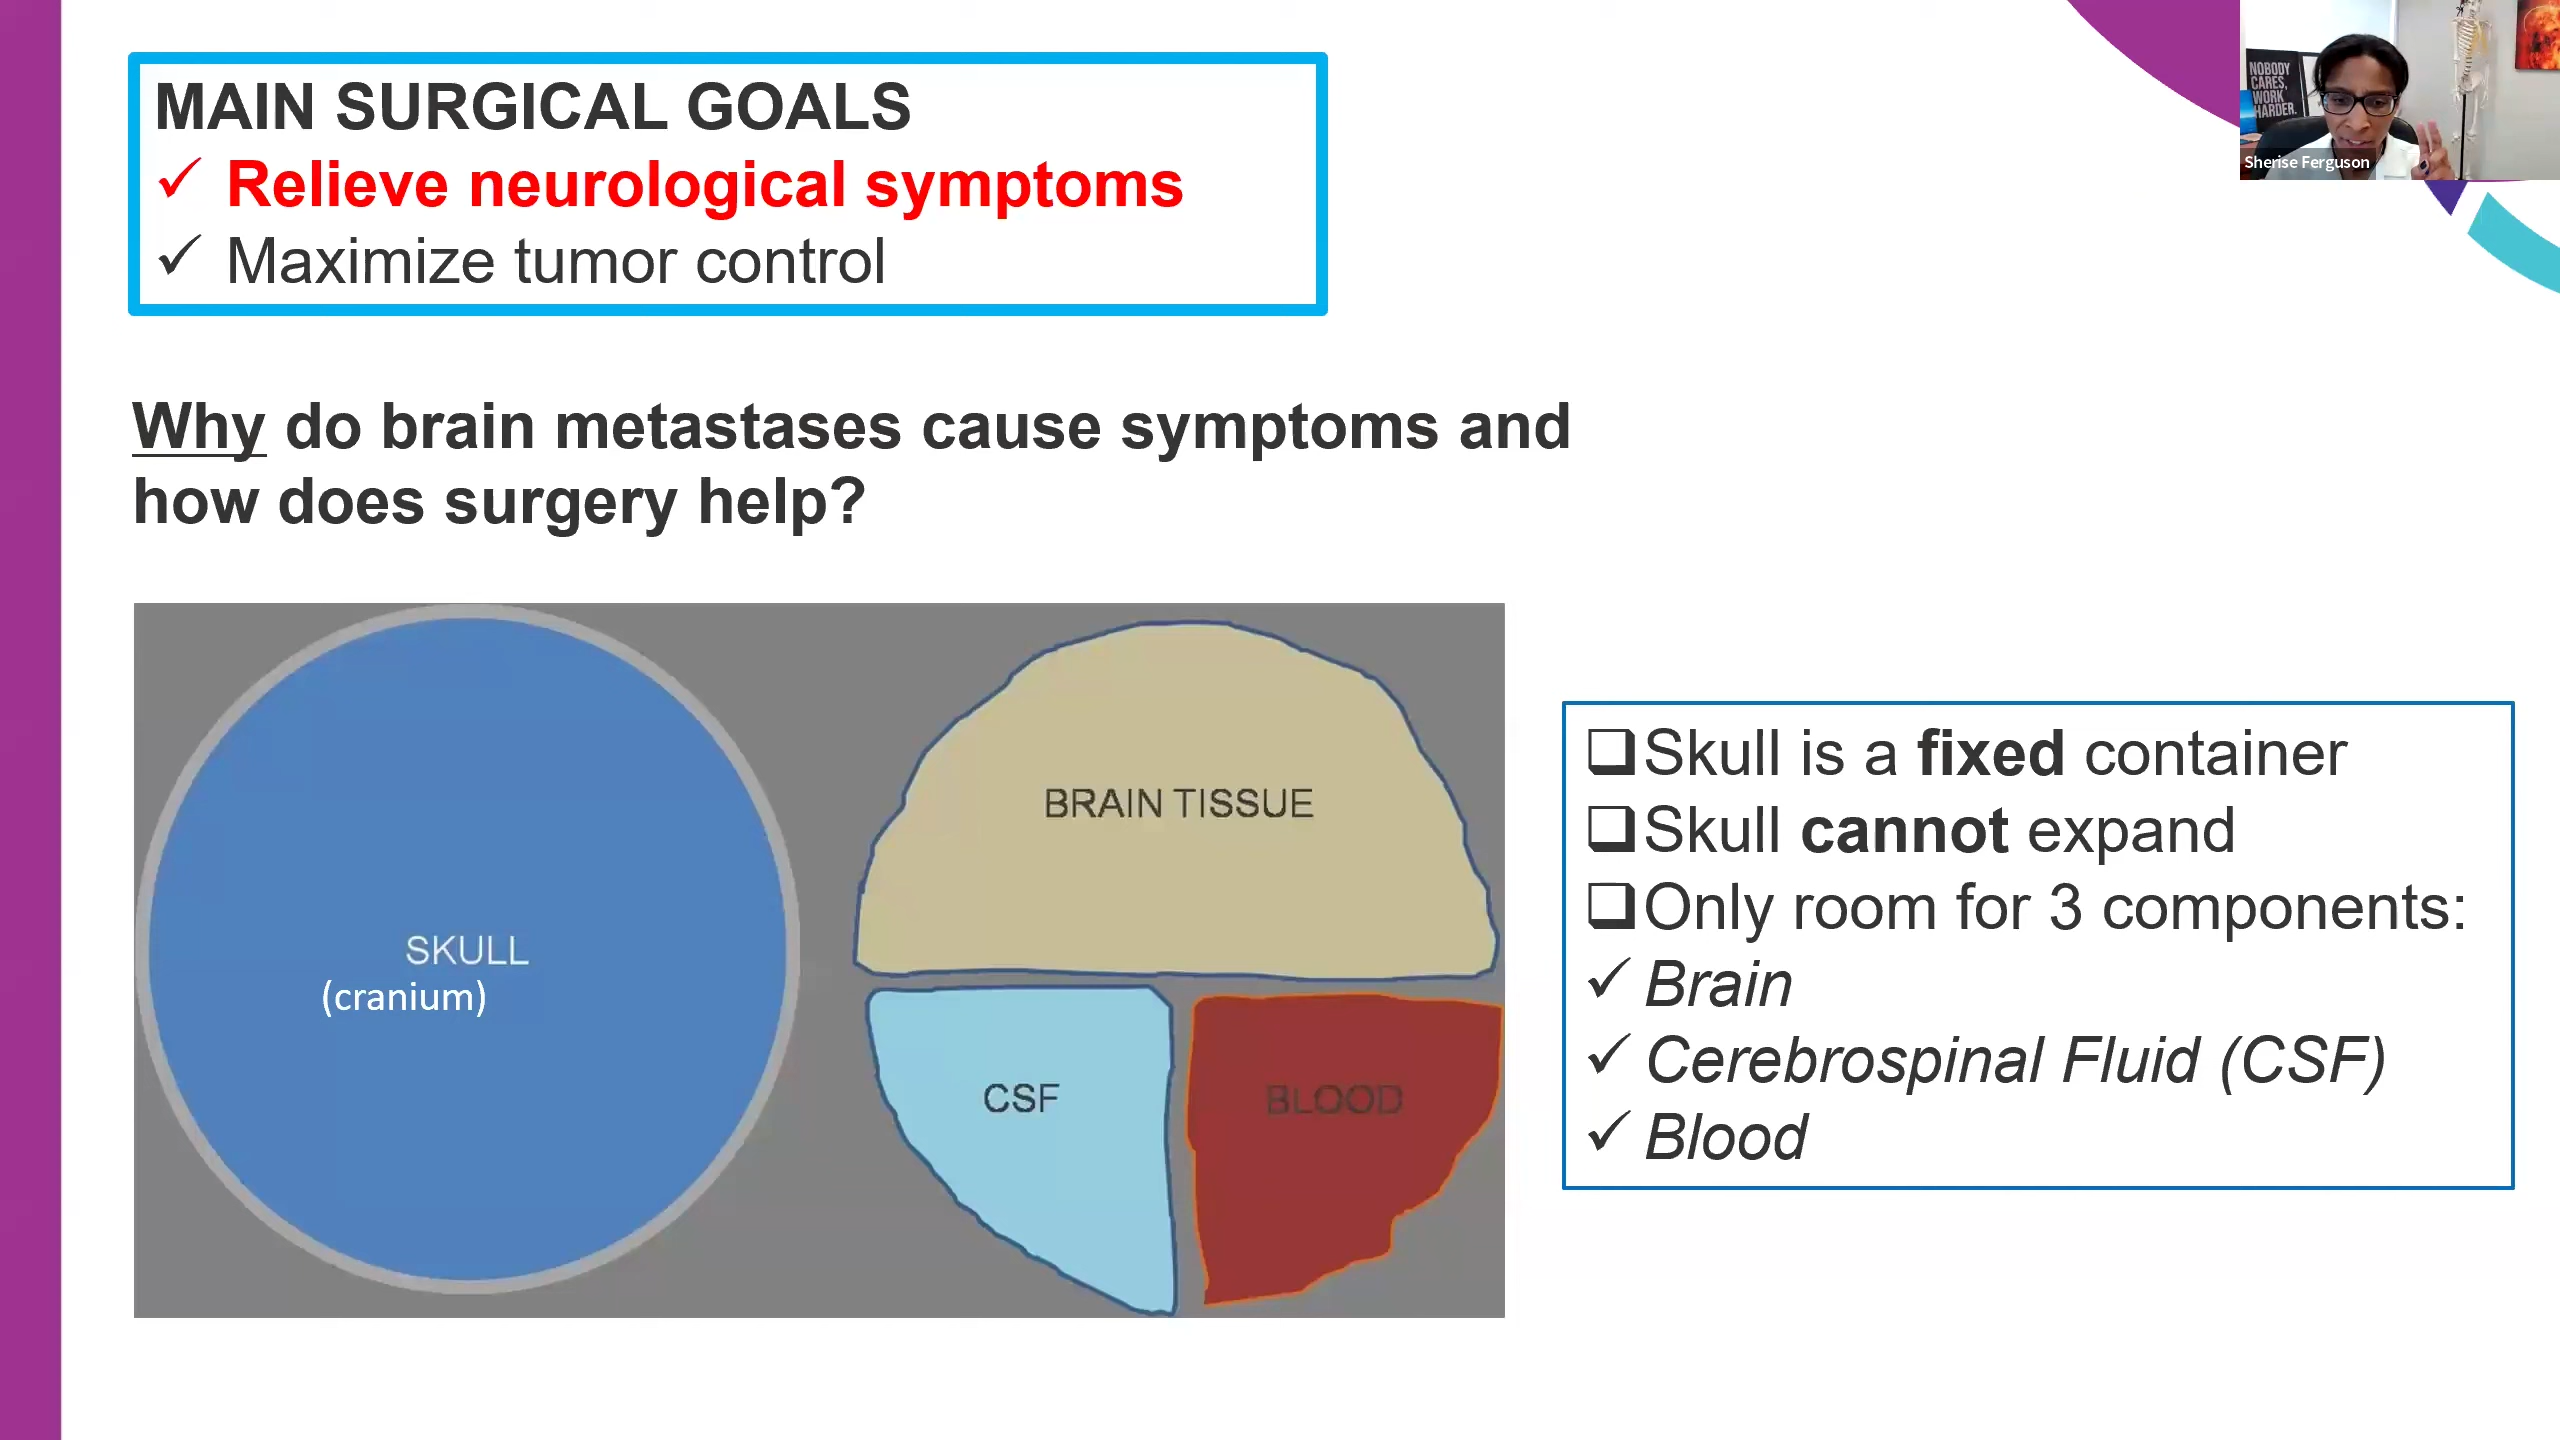 MAIN SURGICAL GOALS
✓ Relieve neurological symptoms
✓ Maximize tumor control
NOBODY
CARES,
WORK
HARDER.
Sherise Ferguson
Why do brain metastases cause symptoms and
how does surgery help?
SKULL
(cranium)
BRAIN TISSUE
CSF
BLOOD
❑Skull is a fixed container
❑Skull cannot expand
❑Only room for 3 components:
✓ Brain
✓ Cerebrospinal Fluid (CSF)
✓ Blood